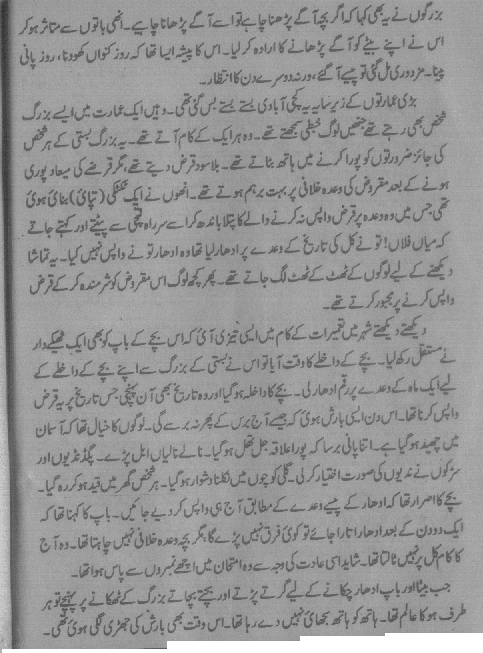 بزرگوں نے یہ بھی کہا کہ اگر بچہ آگے پڑھنا چاہے تو اسے آگے پڑھانا چاہیے۔ انھی باتوں سے متاثر ہو کر
اس نے اپنے بیٹے کو آگے پڑھانے کا ارادہ کر لیا۔ اس کا پیشہ ایسا تھا کہ روز کنواں کھودنا، روز پانی
پینا۔ مزدوری مل گئی تو پیسے آ گئے، ورنہ دوسرے دن کا انتظار۔
بڑی عمارتوں کے زیرِ سایہ یہ کچی آبادی بستے بستے بس گئی تھی۔ وہیں ایک عمارت میں ایسے بزرگ
شخص بھی رہتے تھے جنھیں لوگ خبطی سمجھتے تھے۔ وہ ہر ایک کے کام آتے تھے۔ یہ بزرگ بستی کے ہر شخص
کی جائز ضرورتوں کو پورا کرنے میں ہاتھ بٹاتے تھے۔ بلاسود قرض دیتے تھے، مگر قرضے کی میعاد پوری
ہونے کے بعد مقروض کی وعدہ خلافی پر بہت برہم ہوتے تھے۔ انھوں نے ایک ٹکٹکی (تپائی) بنائی ہوئی
تھی جس میں وہ وعدہ پر قرض واپس نہ کرنے والے کا پتلا باندھ کر اسے سرِ راہ قمچی سے پیٹتے اور کہتے جاتے
کہ میاں فلاں! تو نے کل کی تاریخ کے وعدے پر ادھار لیا تھا وہ ادھار تو نے واپس نہیں کیا۔ یہ تماشا
دیکھنے کے لیے لوگوں کے ٹھٹ کے ٹھٹ لگ جاتے تھے۔ پھر کچھ لوگ اس مقروض کو شرمندہ کر کے قرض
واپس کرنے پر مجبور کرتے تھے۔
دیکھتے دیکھتے شہر میں تعمیرات کے کام میں ایسی تیزی آئی کہ اس بچے کے باپ کو بھی ایک ٹھیکے دار
نے مستقل رکھ لیا۔ بچے کے داخلے کا وقت آیا تو اس نے بستی کے بزرگ سے اپنے بچے کے داخلے کے
لیے ایک ماہ کے وعدے پر رقم ادھار لی۔ بچے کا داخلہ ہو گیا اور وہ تاریخ بھی آن پہنچی جس تاریخ پر یہ قرض
واپس کرنا تھا۔ اس دن ایسی بارش ہوئی کہ جیسے آج برس کے پھر نہ برسے گی۔ لوگوں کا خیال تھا کہ آسمان
میں چھید ہو گیا ہے۔ اتنا پانی برسا کہ پورا علاقہ جل تھل ہو گیا۔ نالے نالیاں ابل پڑے۔ پگڈنڈیوں اور
سڑکوں نے ندیوں کی صورت اختیار کر لی۔ گلی کوچوں میں نکلنا دشوار ہو گیا۔ ہر شخص گھر میں قید ہو کر رہ گیا۔
بچے کا اصرار تھا کہ ادھار کے پیسے وعدے کے مطابق آج ہی واپس کر دیے جائیں۔ باپ کا کہنا تھا کہ
ایک دو دن کے بعد ادھار اتارا جائے تو کوئی فرق نہیں پڑے گا، مگر بچہ وعدہ خلافی نہیں چاہتا تھا۔ وہ آج
کا کام کل پر نہیں ٹالتا تھا۔ شاید اسی عادت کی وجہ سے وہ امتحان میں اچھے نمبروں سے پاس ہوا تھا۔
جب بیٹا اور باپ ادھار چکانے کے لیے گرتے پڑتے اور بچتے بچاتے بزرگ کے ٹھکانے پر پہنچے تو ہر
طرف ہو کا عالم تھا۔ ہاتھ کو ہاتھ سجھائی نہیں دے رہا تھا۔ اس وقت بھی بارش کی جھڑی لگی ہوئی تھی۔